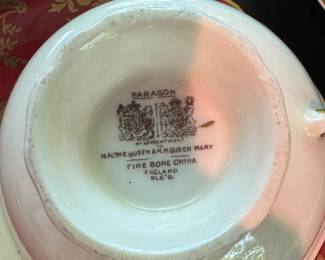 PARAGON
BY APPOINTMENT
TO
H.M. THE QUEEN & H.M. QUEEN MARY
FINE BONE CHINA
ENGLAND
REG'D.